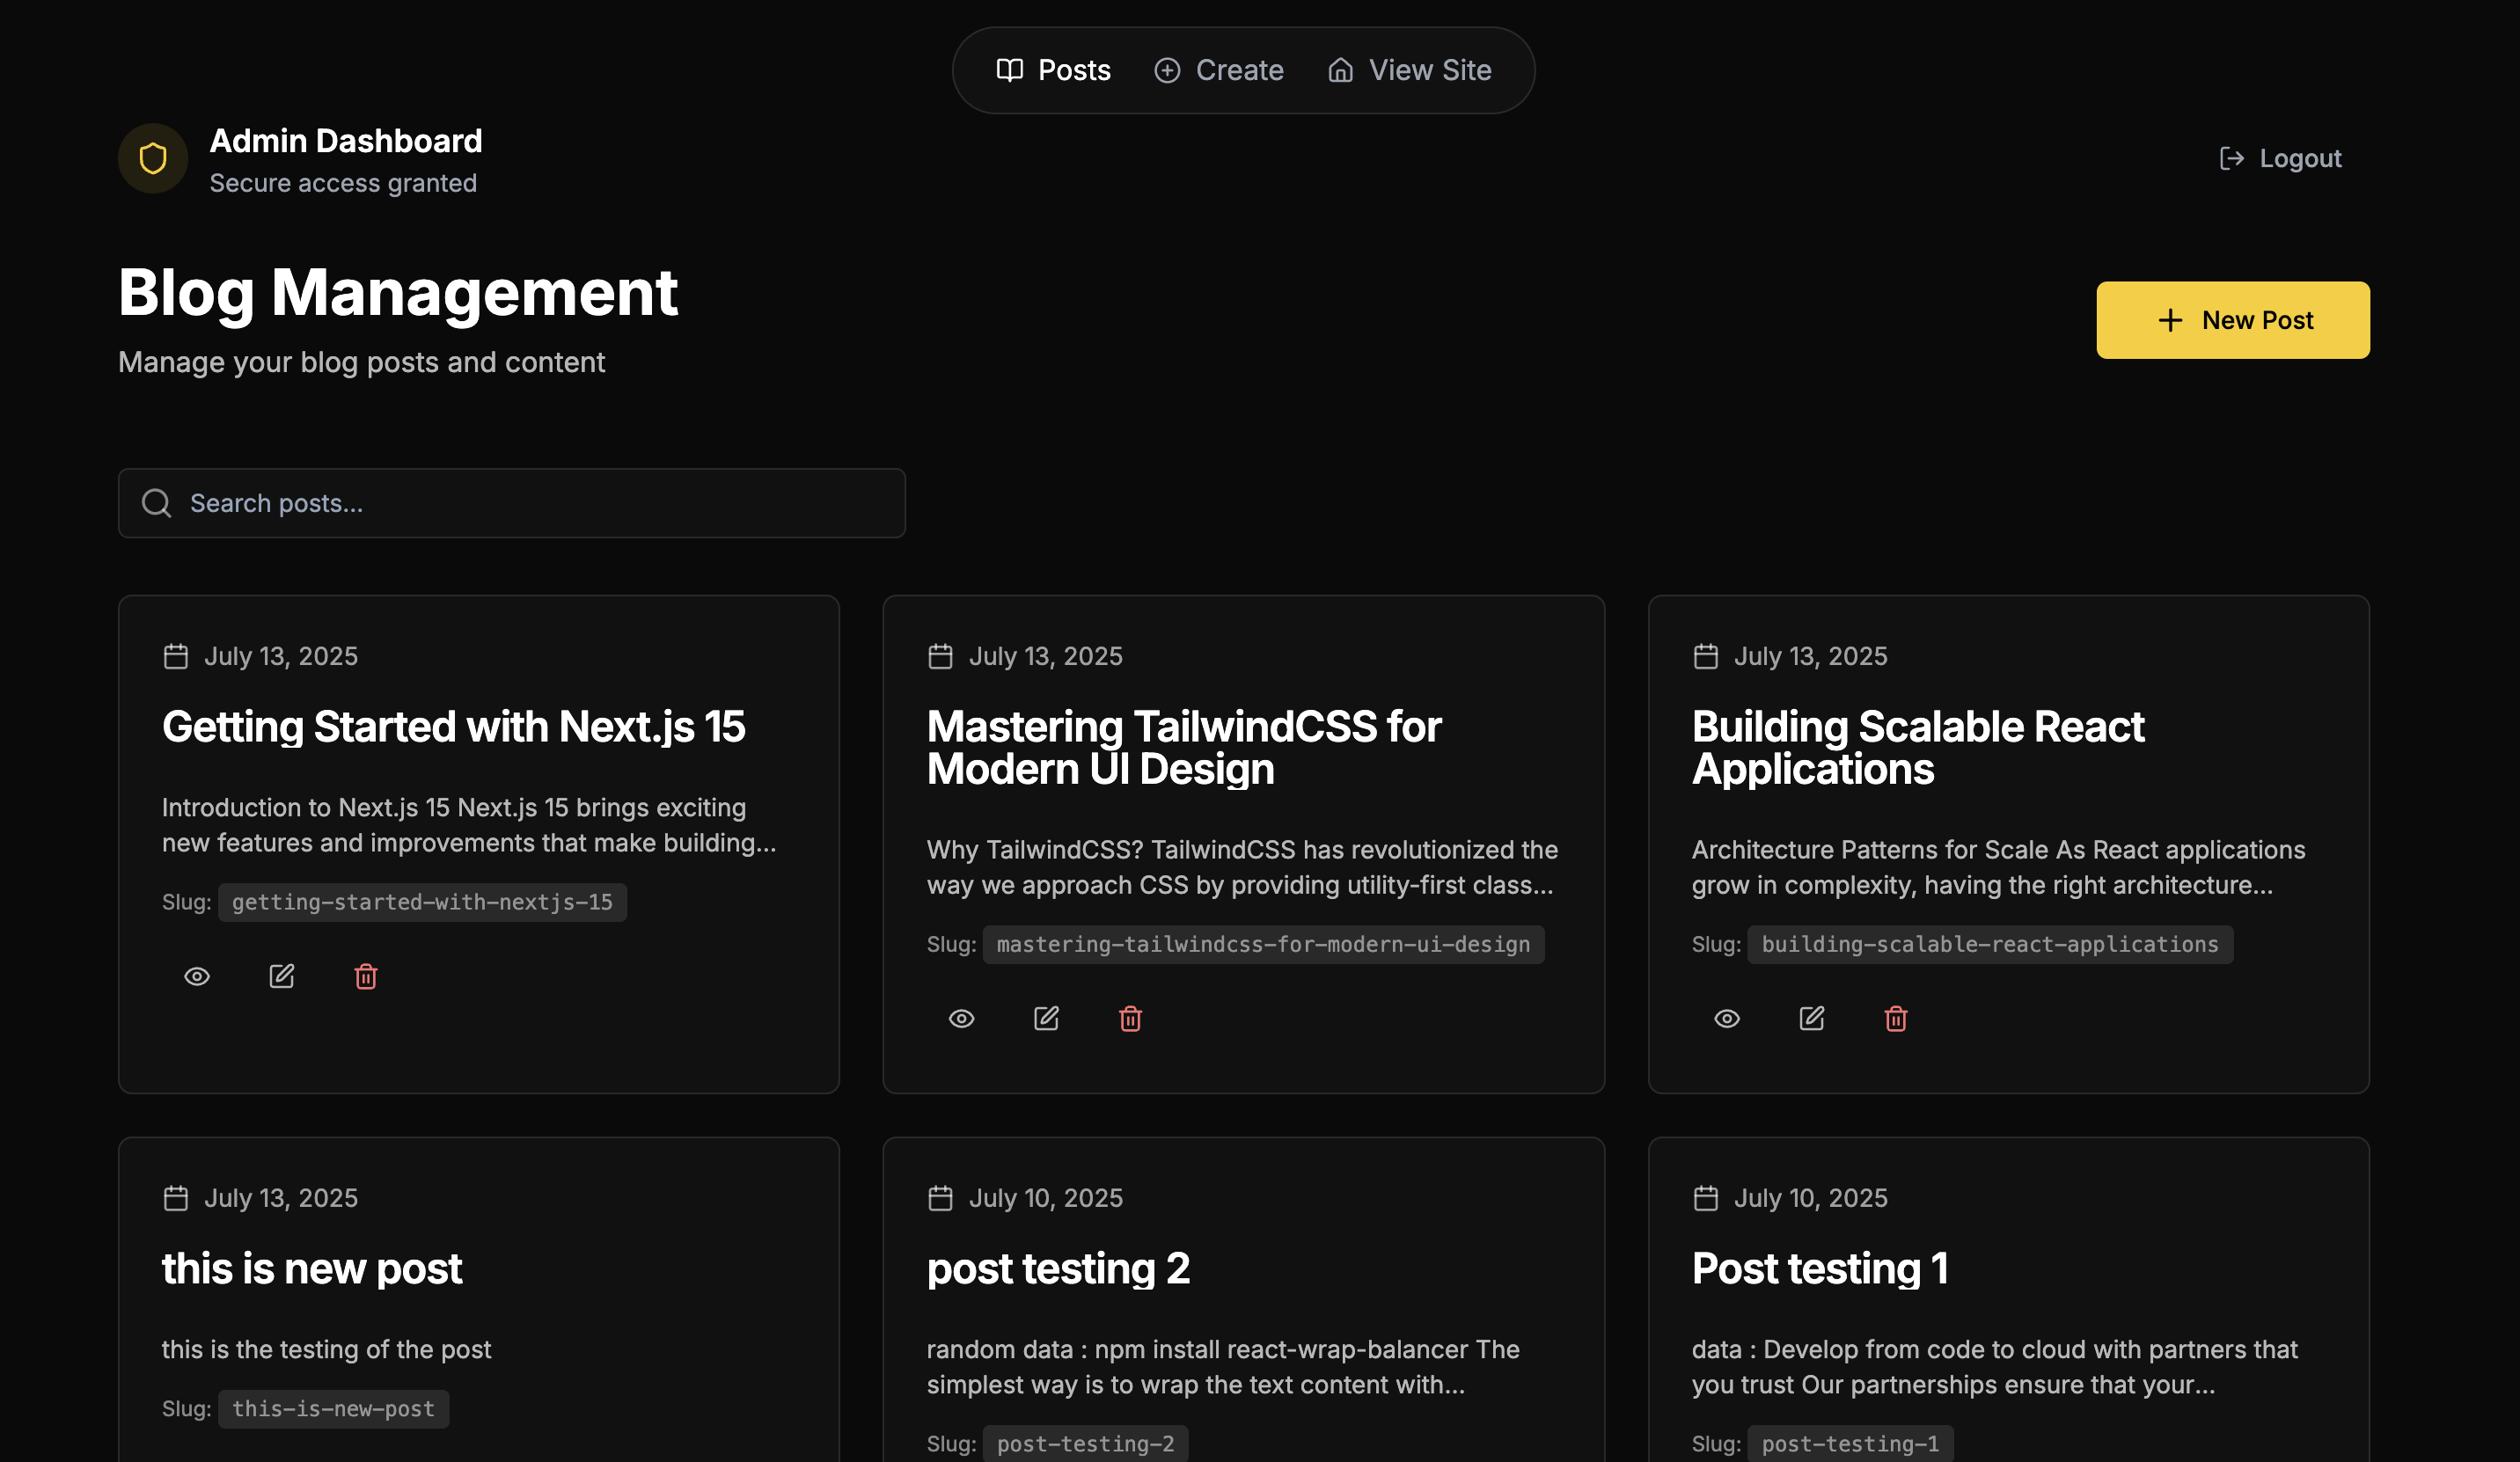 Posts Create View Site
Admin Dashboard
Secure access granted
Logout
Blog Management
Manage your blog posts and content
New Post
Search posts...
July 13, 2025
Getting Started with Next.js 15
Introduction to Next.js 15 Next.js 15 brings exciting
new features and improvements that make building...
Slug: getting-started-with-nextjs-15
July 13, 2025
Mastering TailwindCSS for
Modern UI Design
Why TailwindCSS? TailwindCSS has revolutionized the
way we approach CSS by providing utility-first class...
Slug: mastering-tailwindcss-for-modern-ui-design
July 13, 2025
Building Scalable React
Applications
Architecture Patterns for Scale As React applications
grow in complexity, having the right architecture...
Slug: building-scalable-react-applications
July 13, 2025
this is new post
this is the testing of the post
Slug: this-is-new-post
July 10, 2025
post testing 2
random data : npm install react-wrap-balancer The
simplest way is to wrap the text content with...
Slug: post-testing-2
July 10, 2025
Post testing 1
data : Develop from code to cloud with partners that
you trust Our partnerships ensure that your...
Slug: post-testing-1